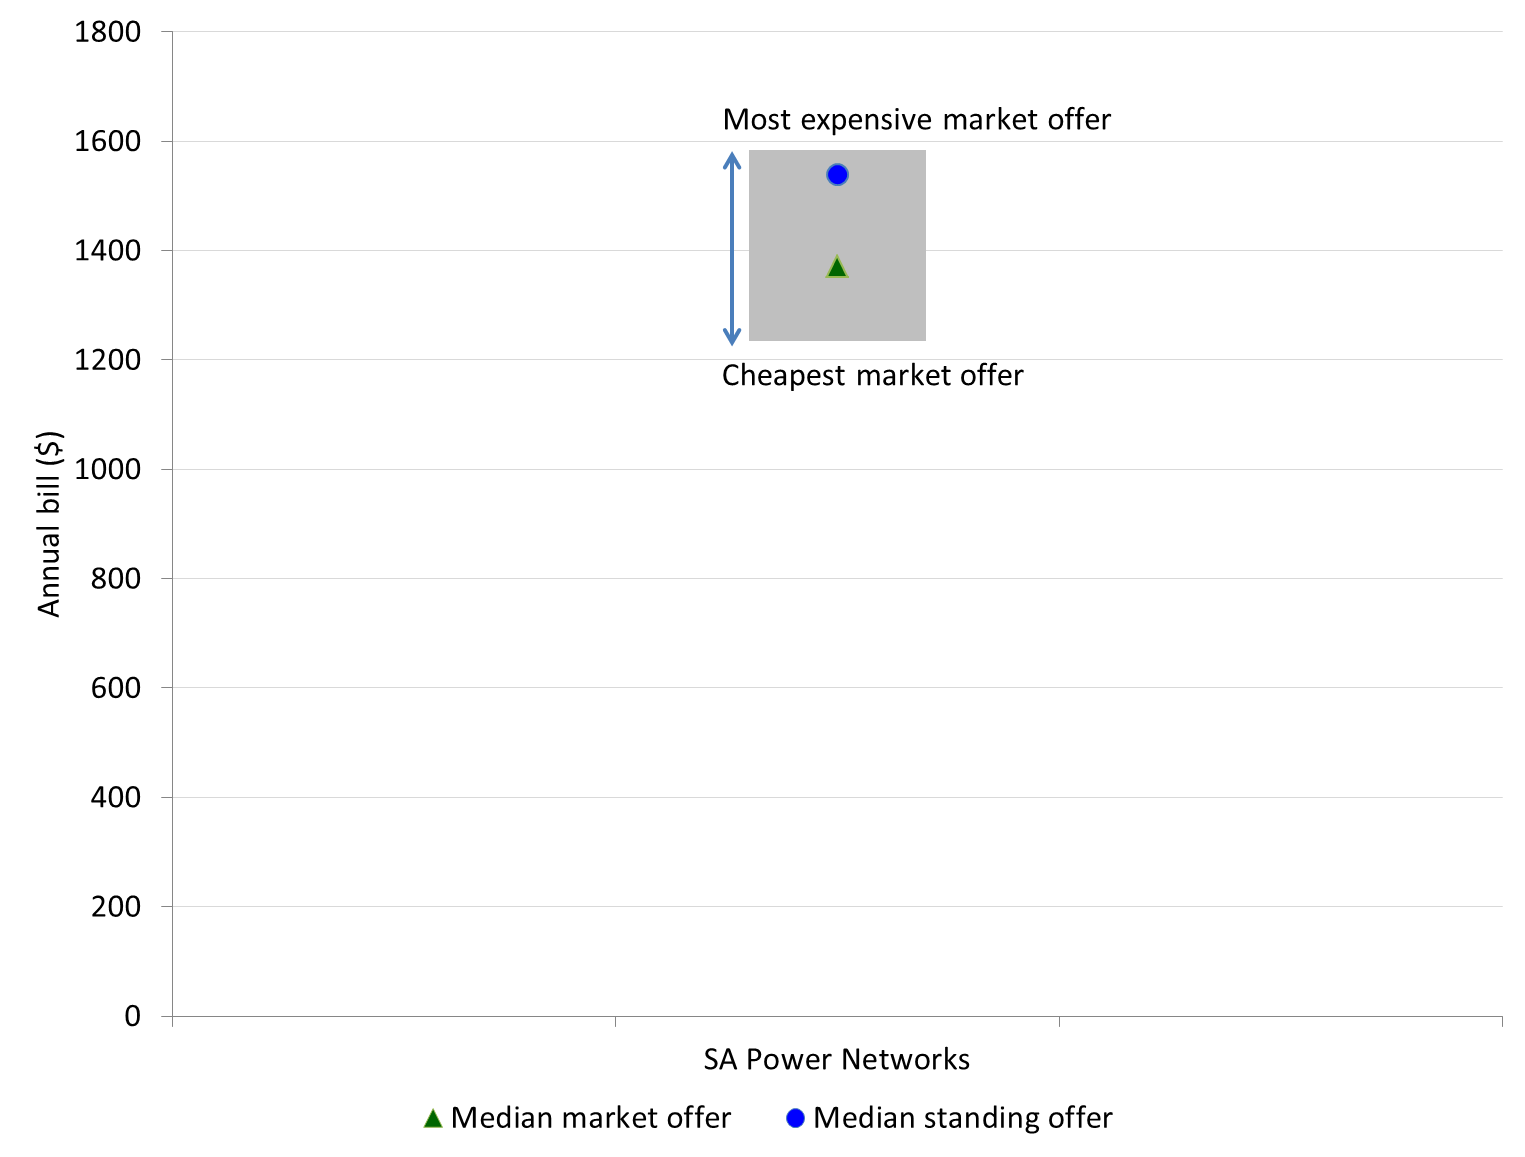 1800
Most expensive market offer
1600
1400
1200
Cheapest market offer
1000
Annual bill ($)
800
600
400
200
0
SA Power Networks
Median market offer
Median standing offer